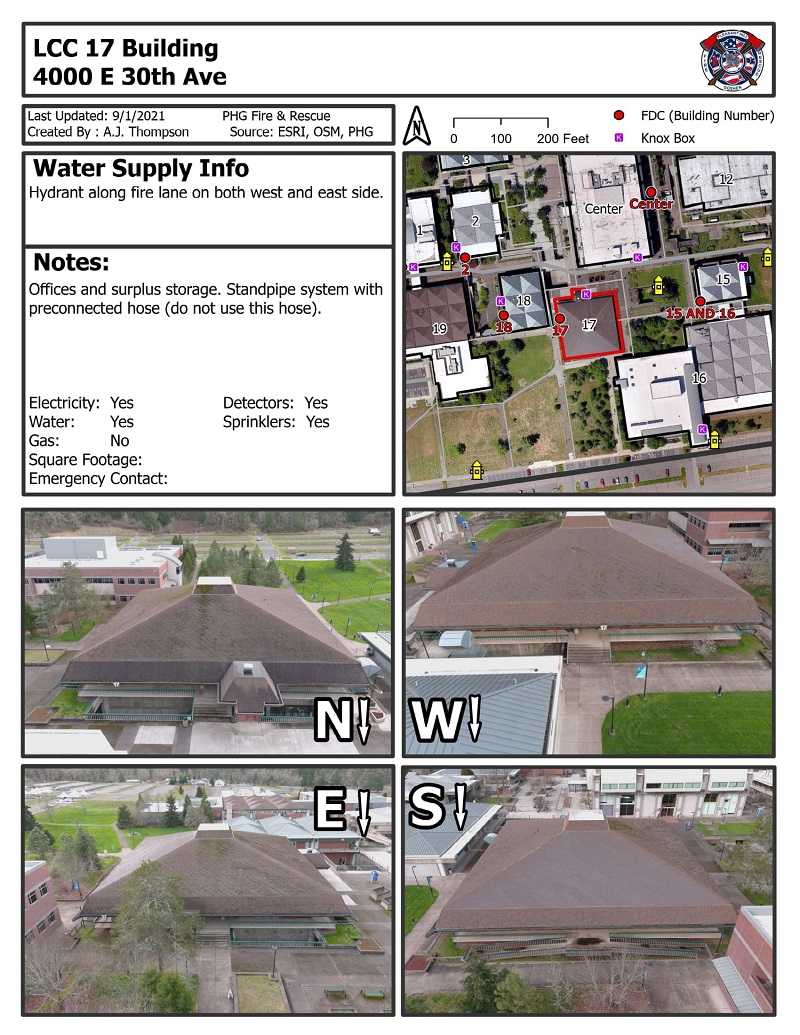 LCC 17 Building
4000 E 30th Ave
GOSHEN
Last Updated: 9/1/2021 PHG Fire & Rescue
Created By : A.J. Thompson Source: ESRI, OSM, PHG
N
0 100 200 Feet
FDC (Building Number)
K Knox Box
Water Supply Info
Hydrant along fire lane on both west and east side.
Notes:
Offices and surplus storage. Standpipe system with
preconnected hose (do not use this hose).
Electricity: Yes Detectors: Yes
Water: Yes Sprinklers: Yes
Gas: No
Square Footage:
Emergency Contact:
3
12
Center
Center
1
2
K
K
2
K
K
15
K
18
18
K
17
17
15 AND 16
19
16
K
17
N
17
W
E
S